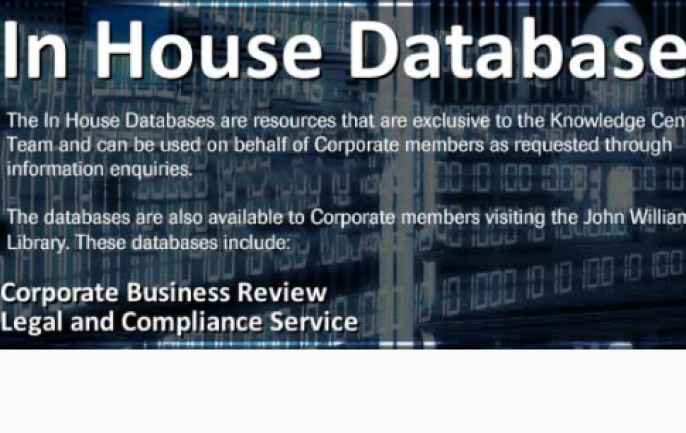 In House Database
The In House Databases are resources that are exclusive to the Knowledge Cen
Team and can be used on behalf of Corporate members as requested through
information enquiries.
The databases are also available to Corporate members visiting the John William
Library. These databases include:
Corporate Business Review
Legal and Compliance Service